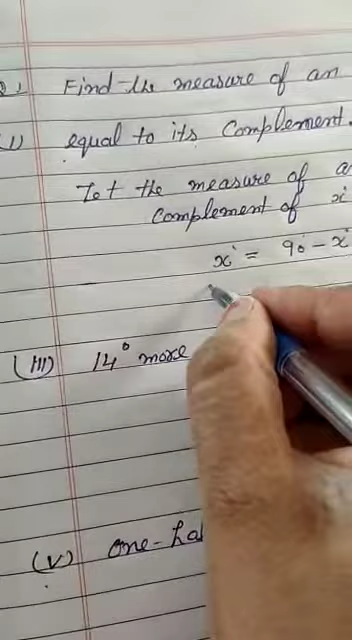 Find the measure of an
(i) equal to its Complement.
Let the measure of
Complement of x°
x° = 90° - x°
(III) 14° more
(V) one-ha